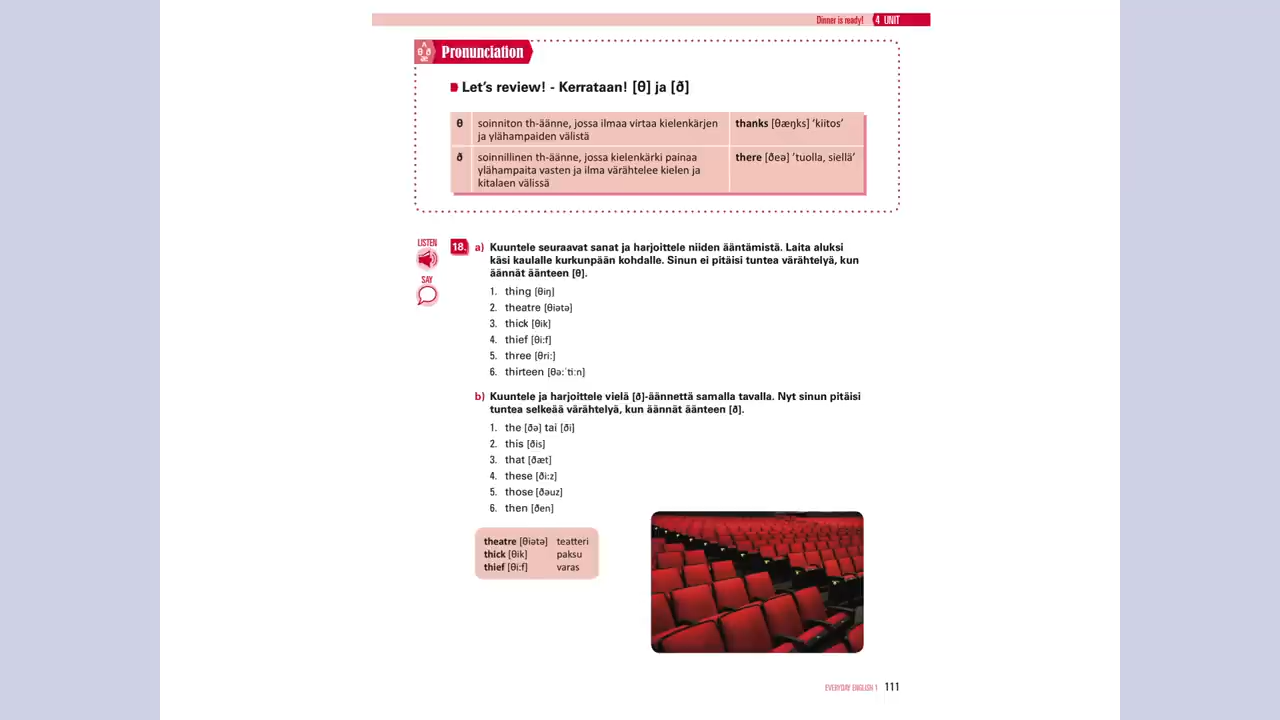 Dinner is ready! 4 UNIT
Λ
θ ð
æ
Pronunciation
Let's review! - Kerrataan! [θ] ja [ð]
θ soinniton th-äänne, jossa ilmaa virtaa kielenkärjen thanks [θæŋks] ‘kiitos’
ja ylähampaiden välistä
ð soinnillinen th-äänne, jossa kielenkärki painaa there [ðeə] ‘tuolla, siellä’
ylähampaita vasten ja ilma värähtelee kielen ja
kitalaen välissä
LISTEN
SAY
18. a) Kuuntele seuraavat sanat ja harjoittele niiden ääntämistä. Laita aluksi
käsi kaulalle kurkunpään kohdalle. Sinun ei pitäisi tuntea värähtelyä, kun
äännät äänteen [θ].
1. thing [θiŋ]
2. theatre [θiətə]
3. thick [θik]
4. thief [θi:f]
5. three [θri:]
6. thirteen [θə:ˈti:n]
b) Kuuntele ja harjoittele vielä [ð]-äännettä samalla tavalla. Nyt sinun pitäisi
tuntea selkeää värähtelyä, kun äännät äänteen [ð].
1. the [ðə] tai [ði]
2. this [ðis]
3. that [ðæt]
4. these [ði:z]
5. those [ðəuz]
6. then [ðen]
theatre [θiətə] teatteri
thick [θik] paksu
thief [θi:f] varas
EVERYDAY ENGLISH 1 111